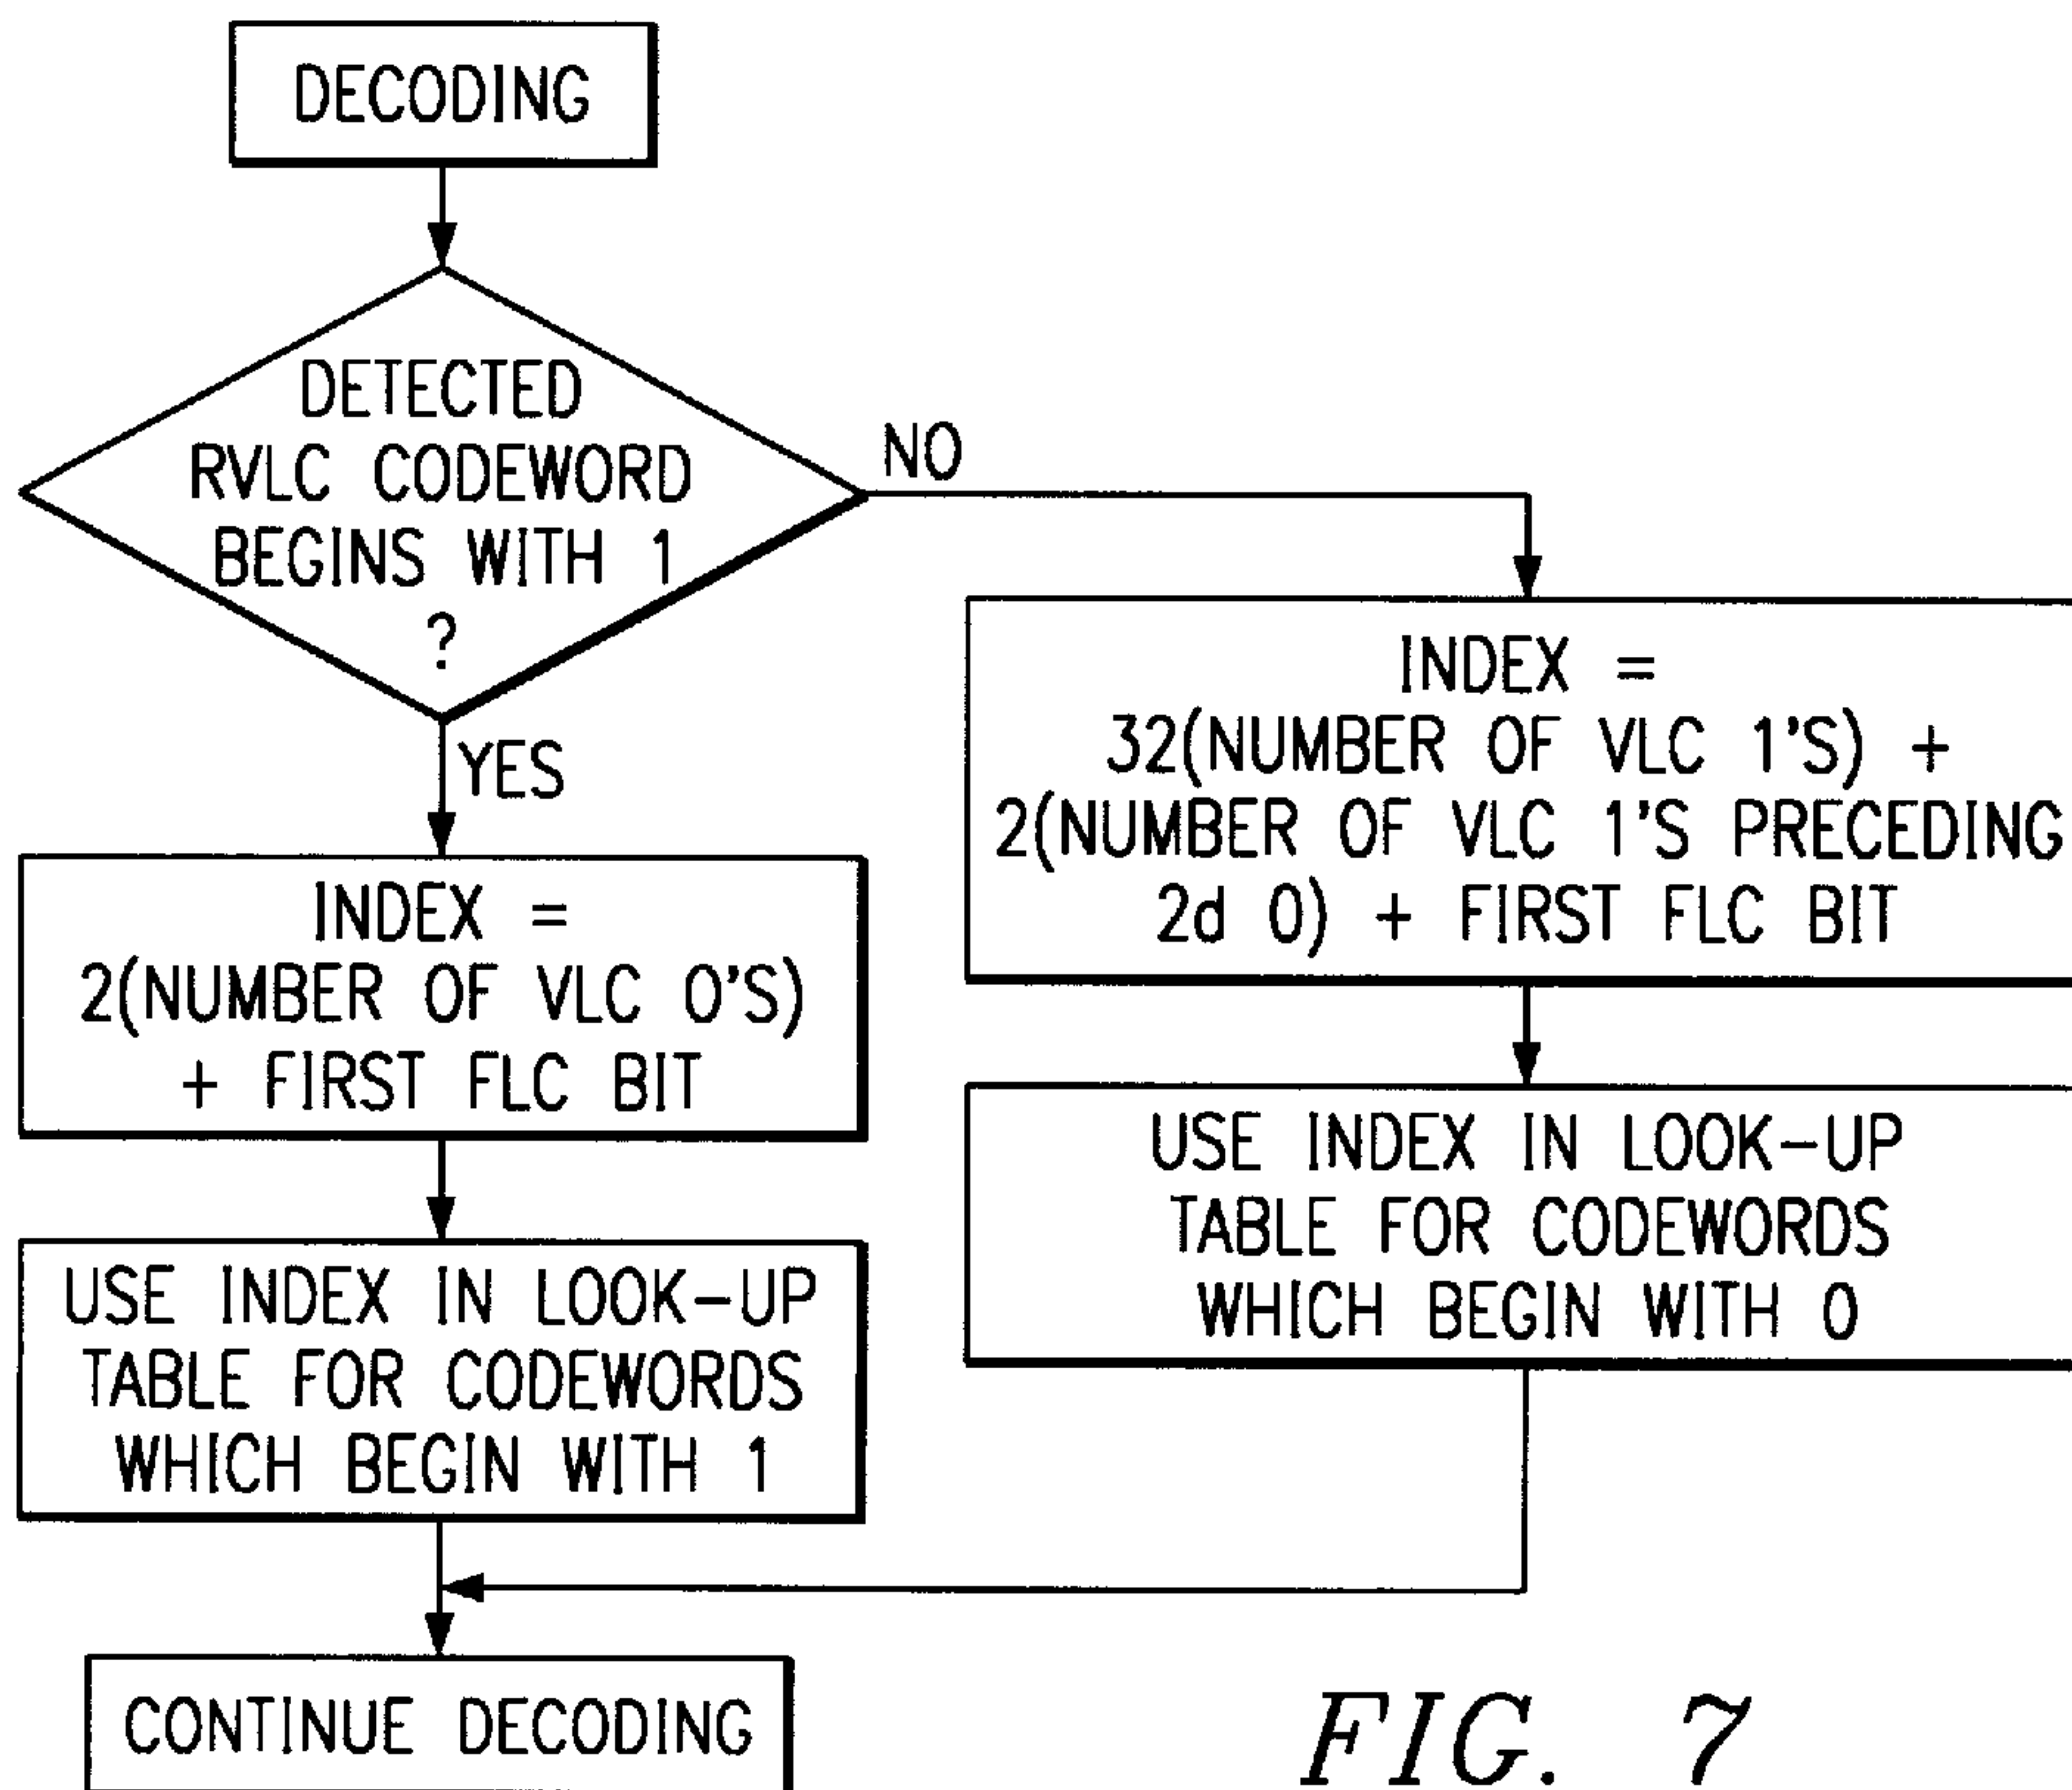 DECODING
DETECTED
RVLC CODEWORD
BEGINS WITH 1
?
NO
YES
INDEX =
32(NUMBER OF VLC 1'S) +
2(NUMBER OF VLC 1'S PRECEDING
2d 0) + FIRST FLC BIT
INDEX =
2(NUMBER OF VLC 0'S)
+ FIRST FLC BIT
USE INDEX IN LOOK-UP
TABLE FOR CODEWORDS
WHICH BEGIN WITH 0
USE INDEX IN LOOK-UP
TABLE FOR CODEWORDS
WHICH BEGIN WITH 1
CONTINUE DECODING
FIG. 7